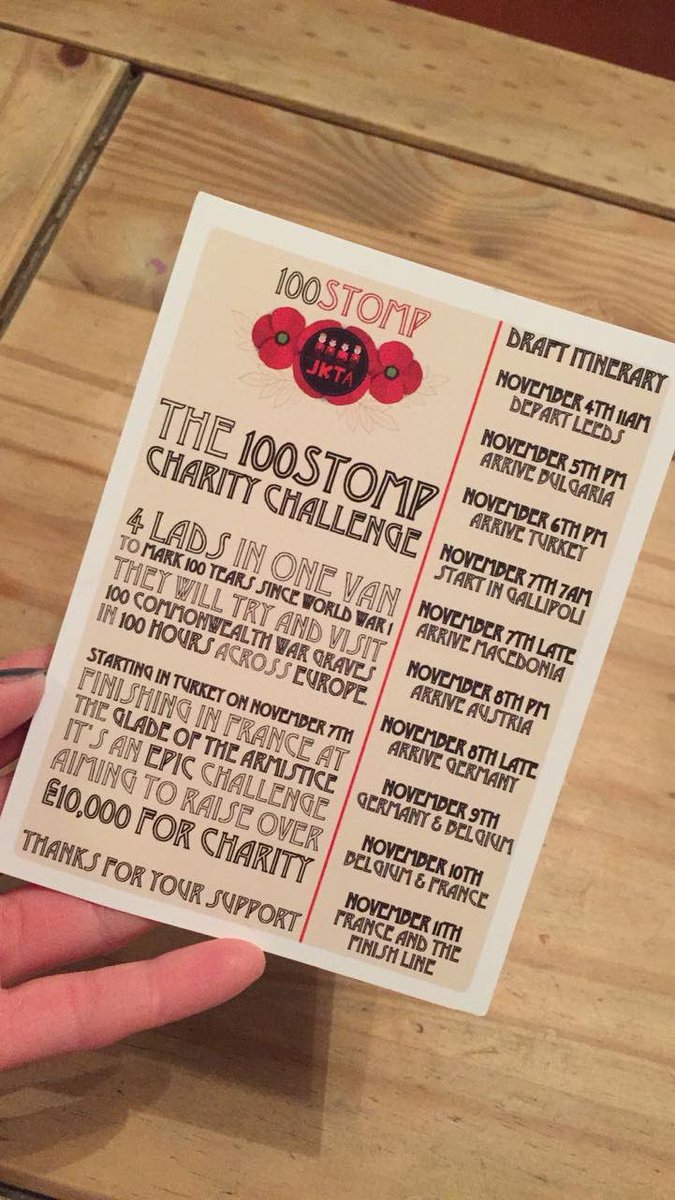 100STOMP
JKTA
THE 100STOMP
CHARITY CHALLENGE
4 LADS IN ONE VAN
TO MARK 100 YEARS SINCE WORLD WAR 1
THEY WILL TRY AND VISIT
100 COMMONWEALTH WAR GRAVES
IN 100 HOURS ACROSS EUROPE.
STARTING IN TURKEY ON NOVEMBER 7TH
FINISHING IN FRANCE AT
THE GLADE OF THE ARMISTICE
IT'S AN EPIC CHALLENGE
AIMING TO RAISE OVER
£10,000 FOR CHARITY
THANKS FOR YOUR SUPPORT
DRAFT ITINERARY
NOVEMBER 4TH 11AM
DEPART LEEDS
NOVEMBER 5TH PM
ARRIVE BULGARIA
NOVEMBER 6TH PM
ARRIVE TURKEY
NOVEMBER 7TH 7AM
START IN GALLIPOLI
NOVEMBER 7TH LATE
ARRIVE MACEDONIA
NOVEMBER 8TH PM
ARRIVE AUSTRIA
NOVEMBER 8TH LATE
ARRIVE GERMANY
NOVEMBER 9TH
GERMANY & BELGIUM
NOVEMBER 10TH
BELGIUM & FRANCE
NOVEMBER 11TH
FRANCE AND THE
FINISH LINE